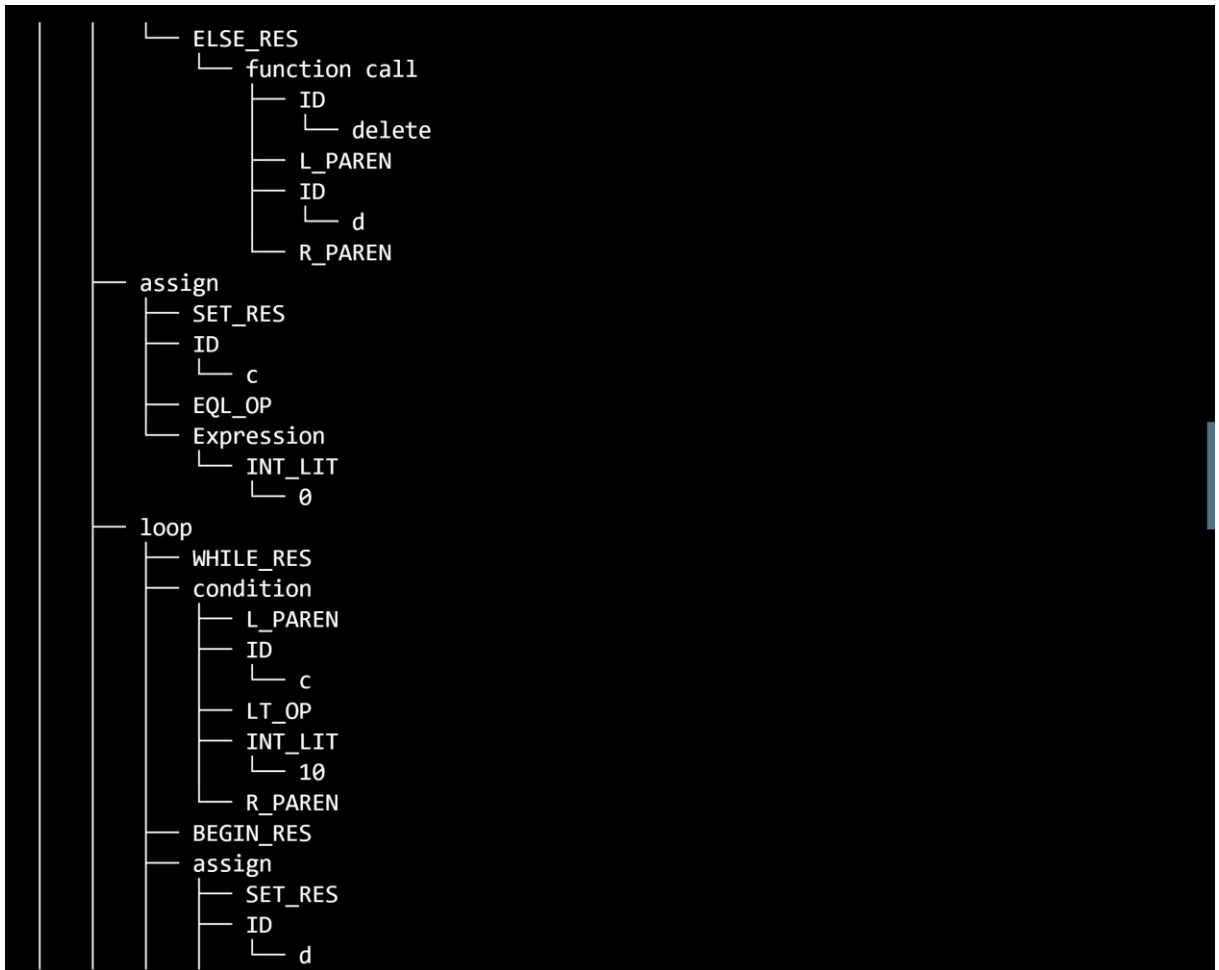 ELSE_RES
function call
ID
delete
L_PAREN
ID
d
R_PAREN
assign
SET_RES
ID
c
EQL_OP
Expression
INT_LIT
0
loop
WHILE_RES
condition
L_PAREN
ID
c
LT_OP
INT_LIT
10
R_PAREN
BEGIN_RES
assign
SET_RES
ID
d